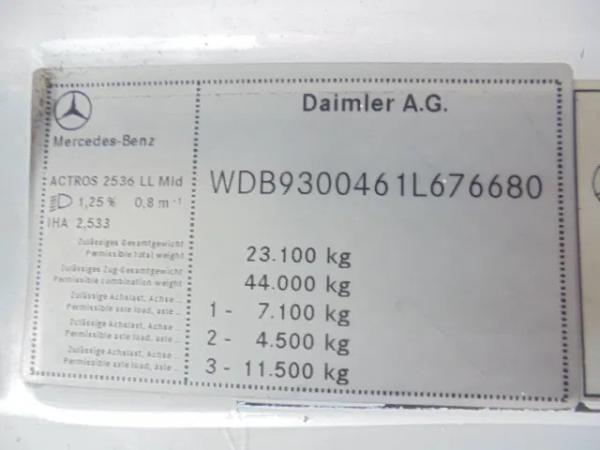 Mercedes-Benz
ACTROS 2536 LL Mid
1,25% 0,8 m⁻¹
IHA 2,533
Zulässiges Gesamtgewicht
Permissible total weight
Zulässiges Zug-Gesamtgewicht
Permissible combination weight
Zulässige Achslast, Achse ..
Permissible axle load, axle ..
Zulässige Achslast, Achse ..
Permissible axle load, axle ..
Zulässige Achslast, Achse ..
Permissible axle load, axle ..
Daimler A.G.
WDB9300461L676680
23.100 kg
44.000 kg
1 - 7.100 kg
2 - 4.500 kg
3 - 11.500 kg